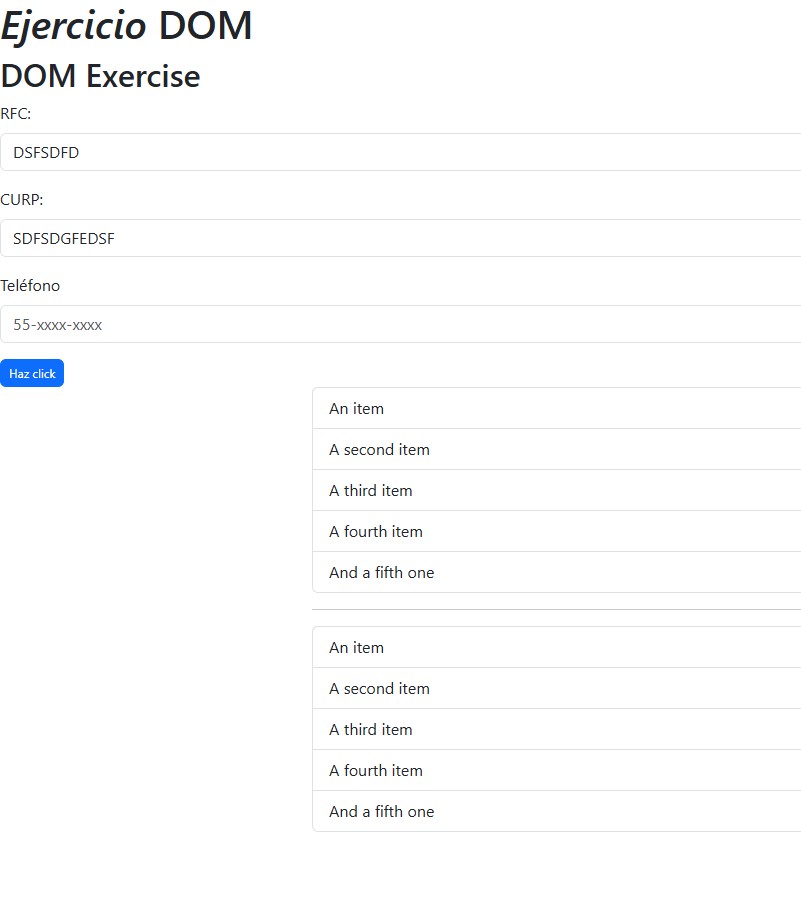 Ejercicio DOM
DOM Exercise
RFC:
DSFSDFD
CURP:
SDFSDGFEDSF
Teléfono
55-xxxx-xxxx
Haz click
An item
A second item
A third item
A fourth item
And a fifth one
An item
A second item
A third item
A fourth item
And a fifth one